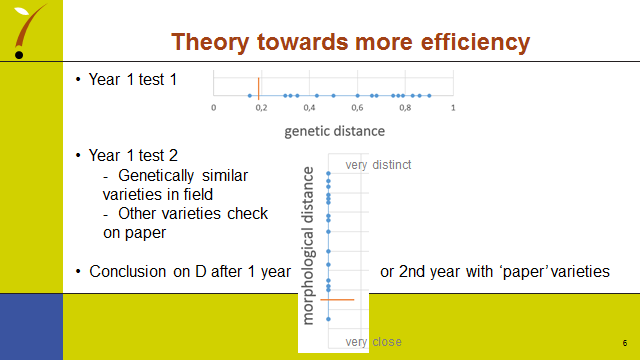 Theory towards more efficiency
• Year 1 test 1
0 0,2 0,4 0,6 0,8 1
genetic distance
• Year 1 test 2
- Genetically similar
varieties in field
- Other varieties check
on paper
very distinct
morphological distance
very close
• Conclusion on D after 1 year or 2nd year with ‘paper’ varieties
6